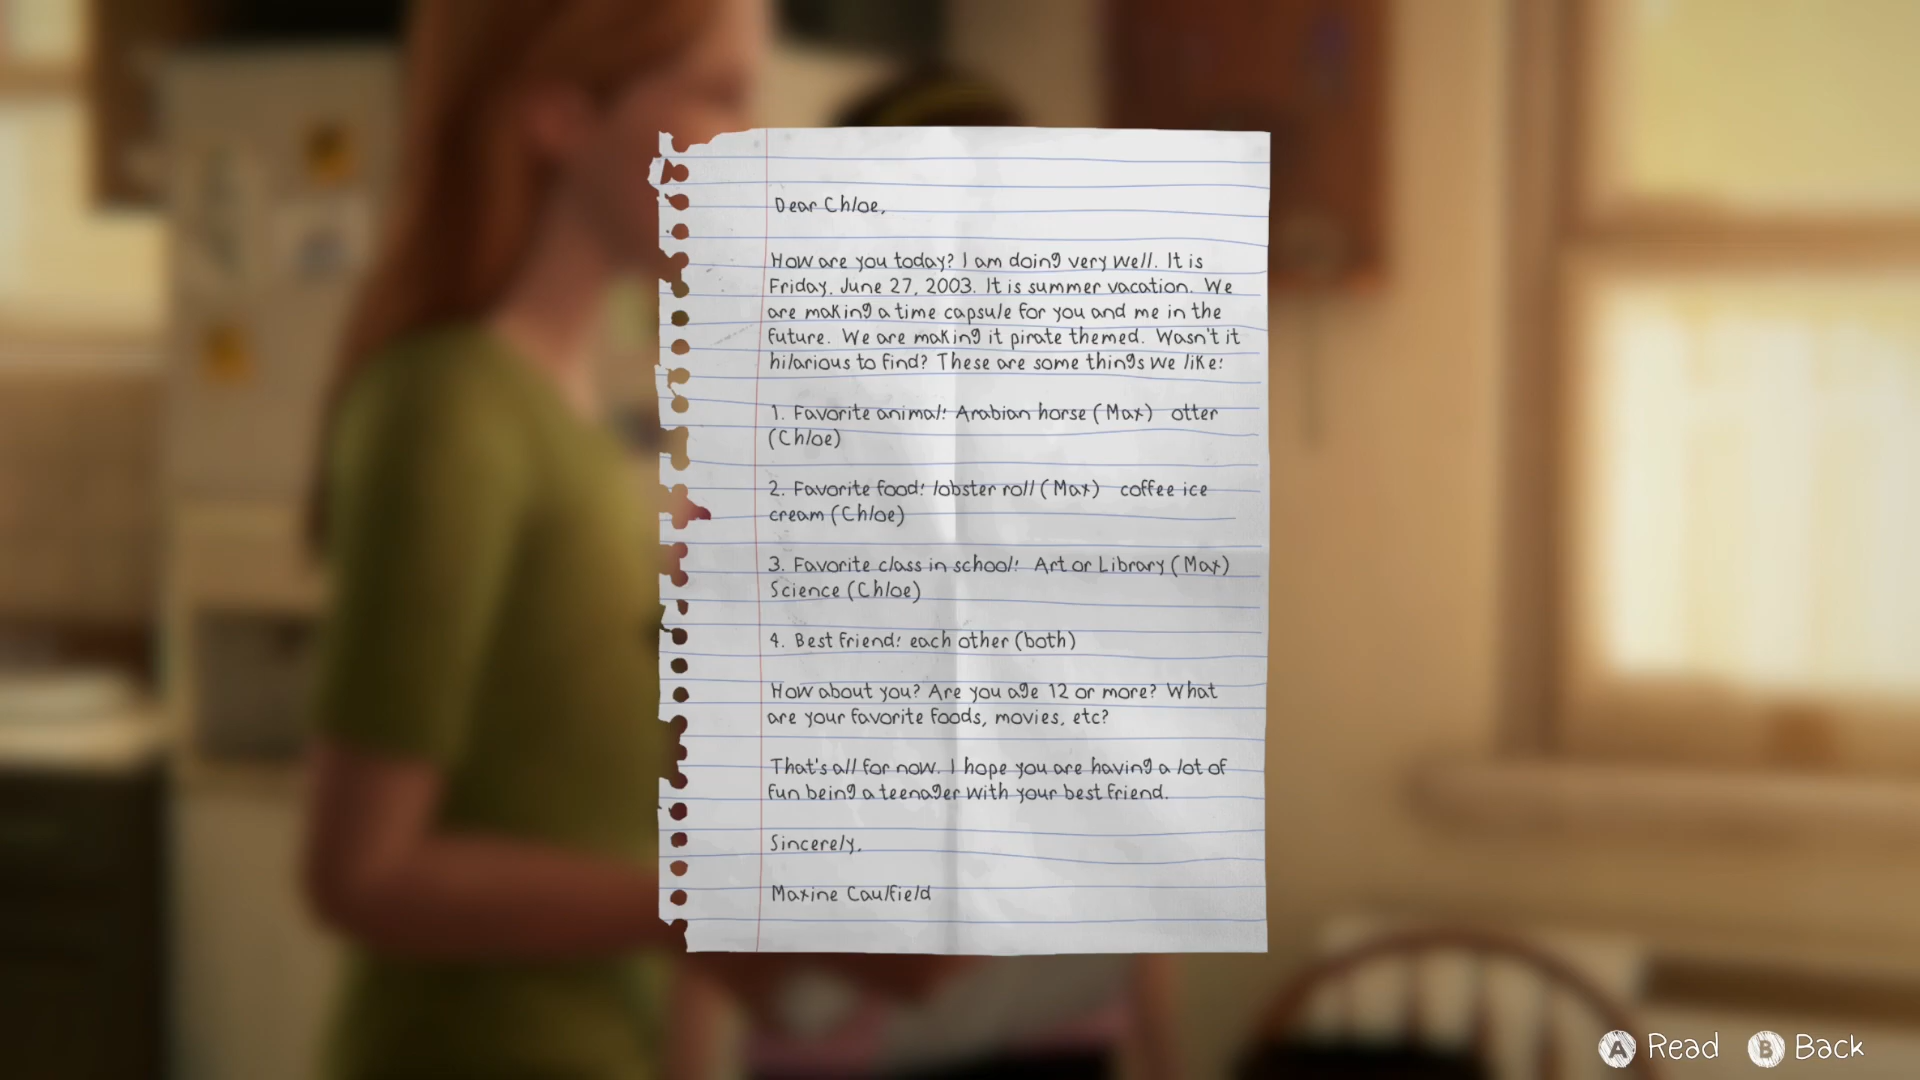 Dear Chloe,
How are you today? I am doing very well. It is
Friday, June 27, 2003. It is summer vacation. We
are making a time capsule for you and me in the
future. We are making it pirate themed. Wasn't it
hilarious to find? These are some things we like:
1. Favorite animal: Arabian horse (Max) otter
(Chloe)
2. Favorite food: lobster roll (Max) coffee ice
cream (Chloe)
3. Favorite class in school: Art or Library (Max)
Science (Chloe)
4. Best friend: each other (both)
How about you? Are you age 12 or more? What
are your favorite foods, movies, etc?
That's all for now. I hope you are having a lot of
fun being a teenager with your best friend.
Sincerely,
Maxine Caulfield
A Read B Back